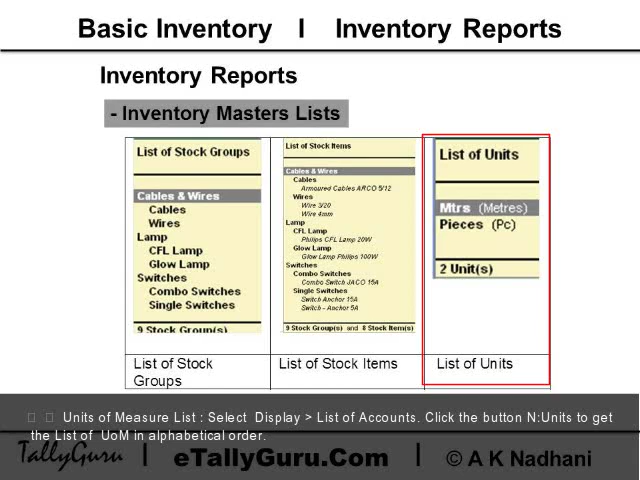 Basic Inventory I Inventory Reports
Inventory Reports
- Inventory Masters Lists
List of Stock Groups
Cables & Wires
Cables
Wires
Lamp
CFL Lamp
Glow Lamp
Switches
Combo Switches
Single Switches
9 Stock Group(s)
List of Stock Items
Cables & Wires
Cables
Armoured Cables ARCO 5/12
Wires
Wire 3/20
Wire 4mm
Lamp
CFL Lamp
Philips CFL Lamp 20W
Glow Lamp
Glow Lamp Philips 100W
Switches
Combo Switches
Combo Switch JACO 15A
Single Switches
Switch Anchor 15A
Switch - Anchor 5A
9 Stock Group(s) and 8 Stock Item(s)
List of Units
Mtrs (Metres)
Pieces (Pc)
2 Unit(s)
List of Stock
Groups
List of Stock Items
List of Units
Units of Measure List : Select Display > List of Accounts. Click the button N:Units to get
the List of UoM in alphabetical order.
TallyGuru I eTallyGuru.Com I © A K Nadhani